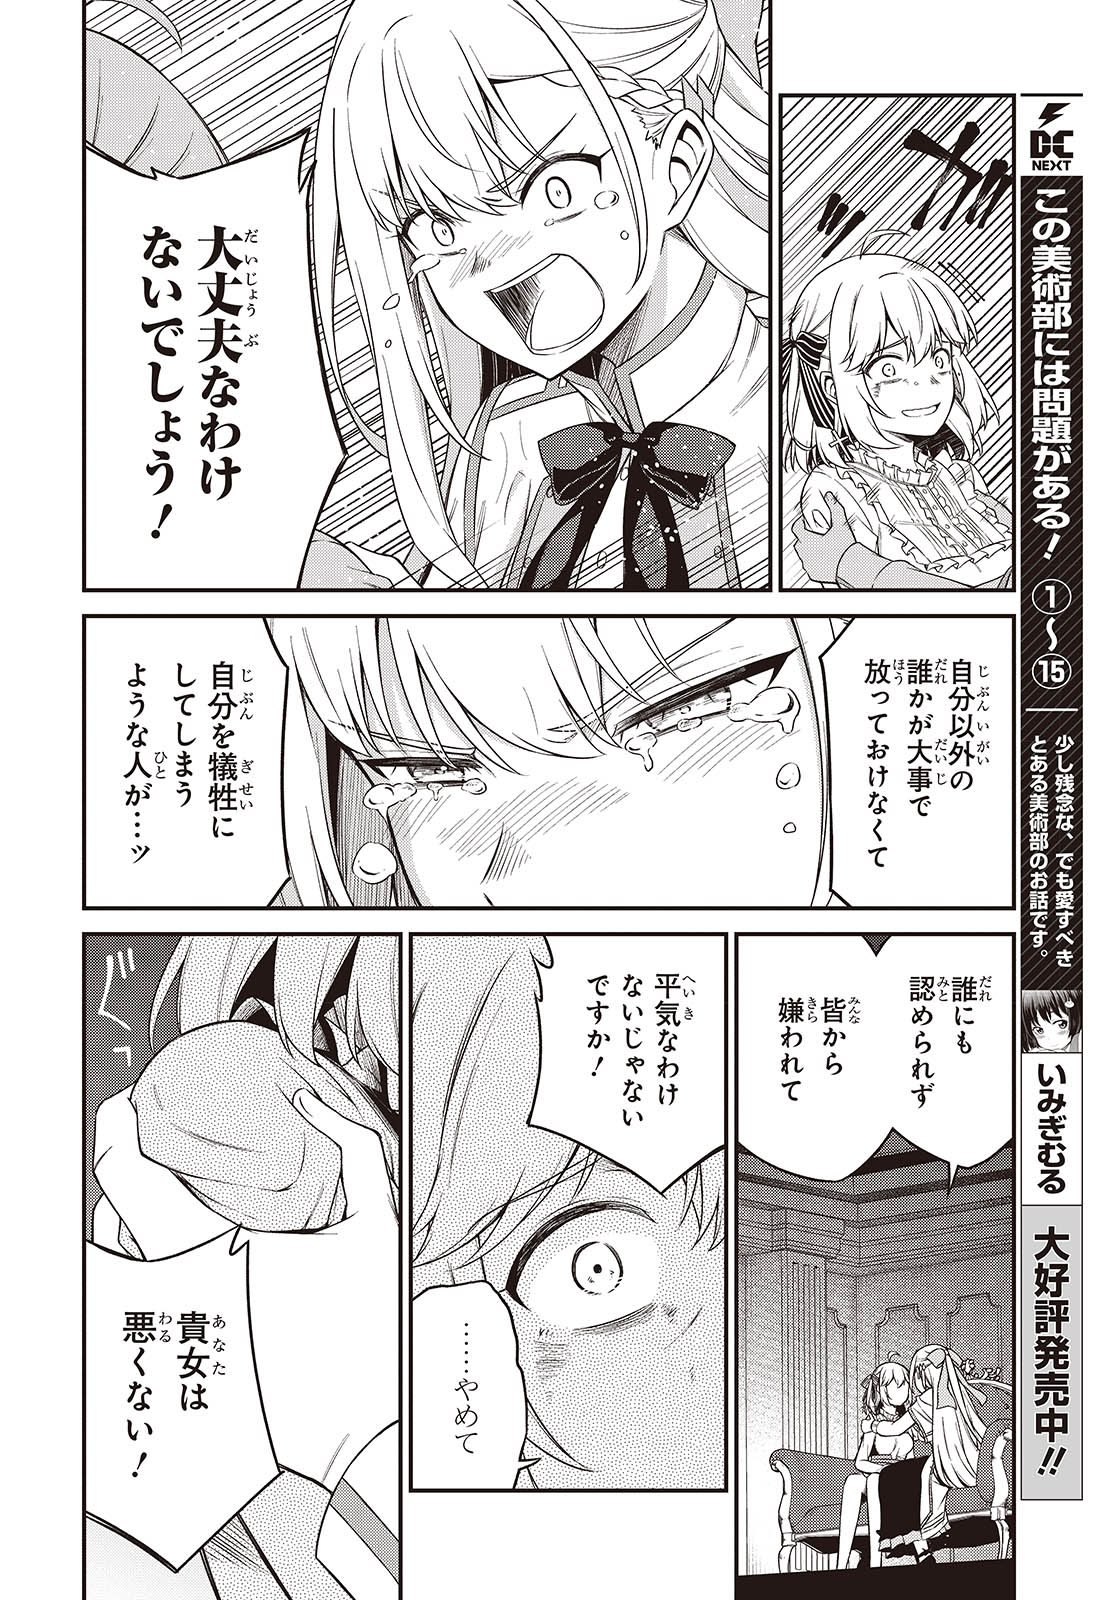 DC
NEXT
この美術部には問題がある！ ①〜⑮
少し残念な、でも愛すべき
とある美術部のお話です。
いみぎむる
大好評発売中!!
ガッ
大丈夫なわけ
ないでしょう！
自分以外の
誰かが大事で
放っておけなくて
自分を犠牲に
してしまう
ような人が…ッ
誰にも
認められず
皆から
嫌われて
平気なわけ
ないじゃない
ですか！
……やめて
貴女は
悪くない！